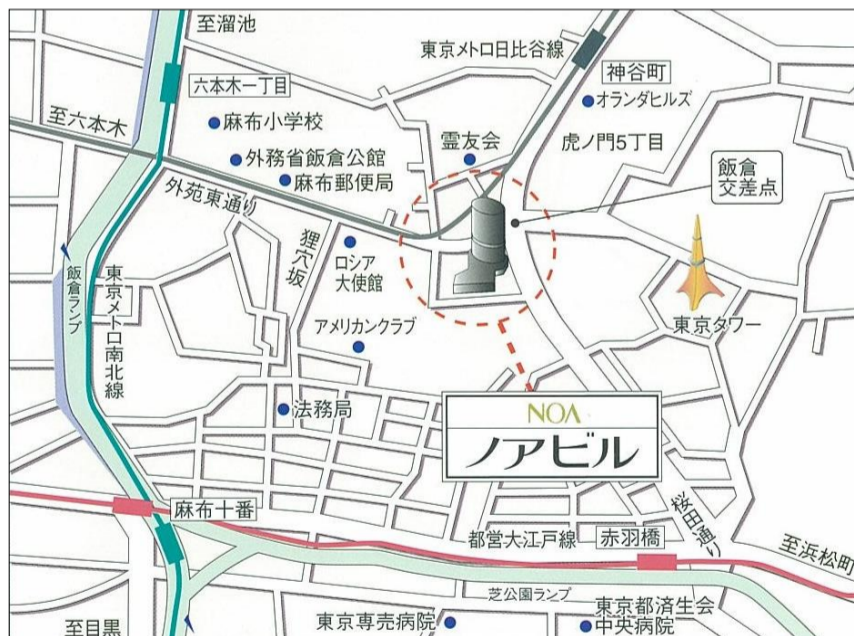 至溜池
東京メトロ日比谷線
神谷町
オランダヒルズ
六本木一丁目
至六本木
麻布小学校
霊友会
虎ノ門5丁目
外務省飯倉公館
麻布郵便局
飯倉
交差点
外苑東通り
狸穴坂
ロシア
大使館
飯倉ランプ
東京メトロ南北線
アメリカンクラブ
東京タワー
法務局
NOA
ノアビル
麻布十番
都営大江戸線
赤羽橋
桜田通り
至浜松町
芝公園ランプ
至目黒
東京専売病院
東京都済生会
中央病院